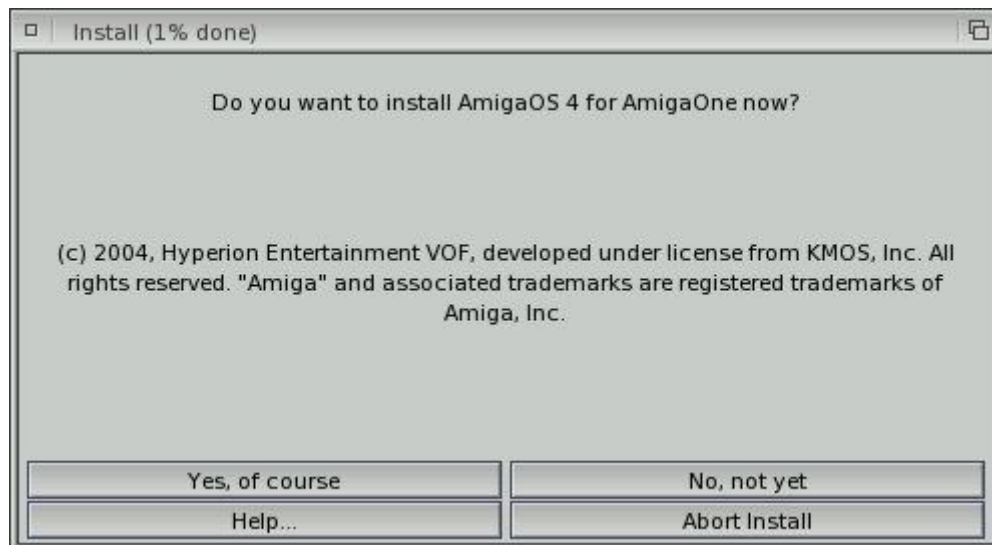 Install (1% done)
Do you want to install AmigaOS 4 for AmigaOne now?
(c) 2004, Hyperion Entertainment VOF, developed under license from KMOS, Inc. All
rights reserved. "Amiga" and associated trademarks are registered trademarks of
Amiga, Inc.
Yes, of course
No, not yet
Help...
Abort Install